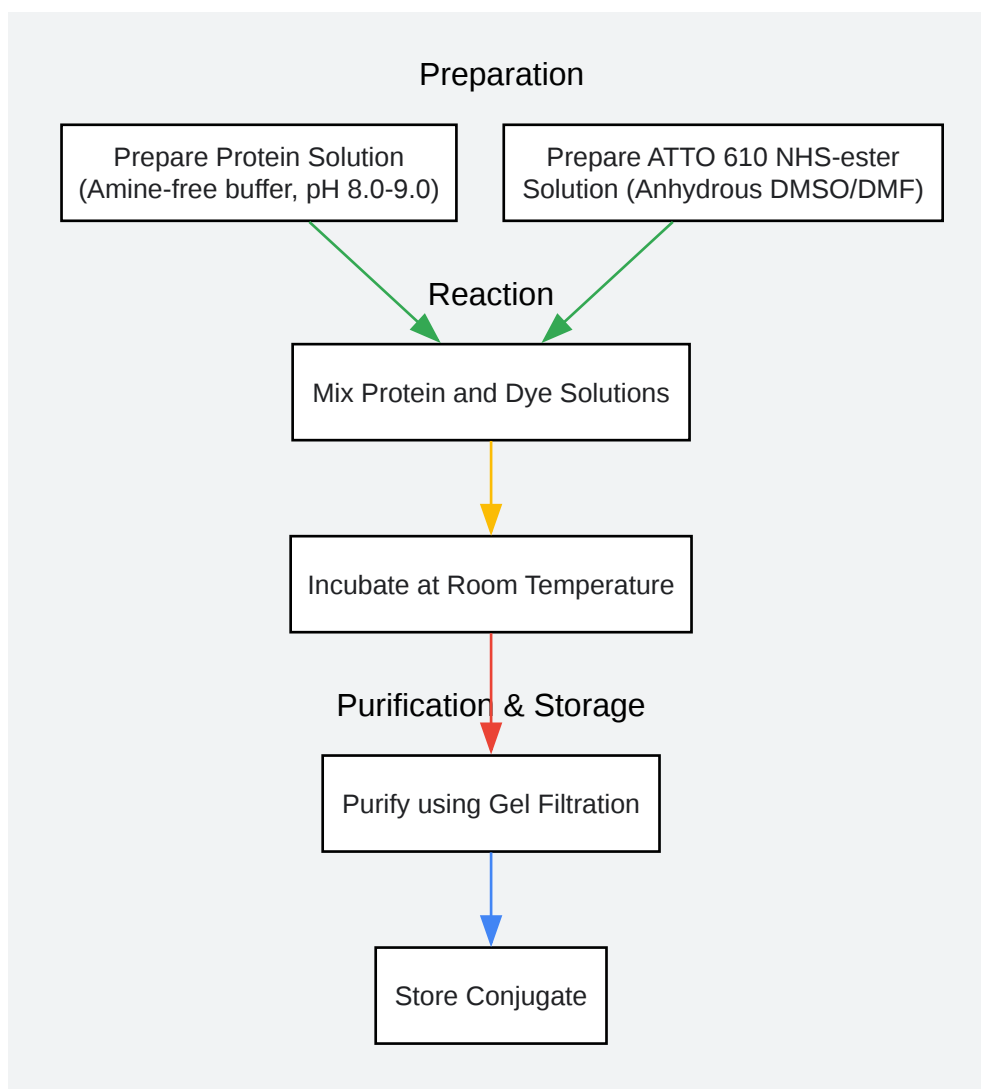 Preparation
Prepare Protein Solution
(Amine-free buffer, pH 8.0-9.0)
Prepare ATTO 610 NHS-ester
Solution (Anhydrous DMSO/DMF)
Reaction
Mix Protein and Dye Solutions
Incubate at Room Temperature
Purification & Storage
Purify using Gel Filtration
Store Conjugate